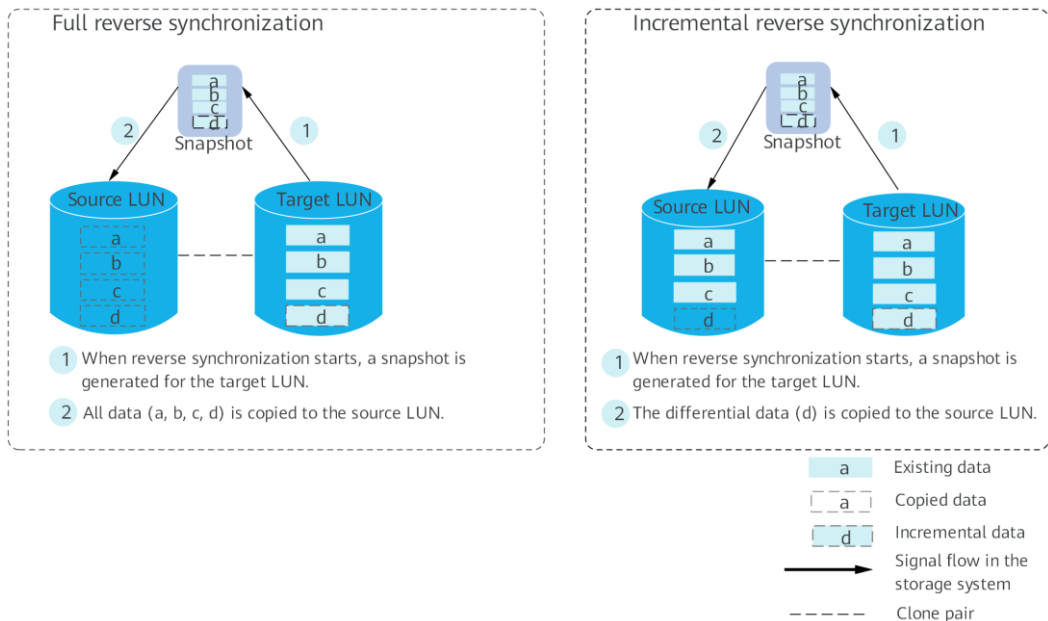 Full reverse synchronization
a
b
c
d
Snapshot
2
1
Source LUN
Target LUN
a
b
c
d
a
b
c
d
1 When reverse synchronization starts, a snapshot is
generated for the target LUN.
2 All data (a, b, c, d) is copied to the source LUN.
Incremental reverse synchronization
a
b
c
d
Snapshot
2
1
Source LUN
Target LUN
a
b
c
d
a
b
c
d
1 When reverse synchronization starts, a snapshot is
generated for the target LUN.
2 The differential data (d) is copied to the source LUN.
a Existing data
a Copied data
d Incremental data
Signal flow in the
storage system
Clone pair